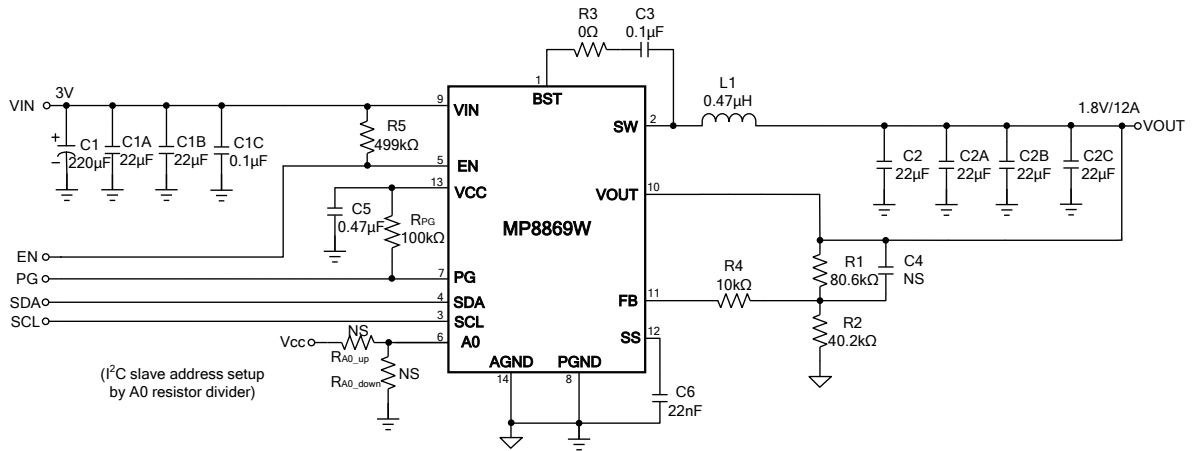 R3
0Ω
C3
0.1µF
1
BST
VIN
3V
9
VIN
+
−
C1
220µF
C1A
22µF
C1B
22µF
C1C
0.1µF
R5
499kΩ
5
EN
13
VCC
C5
0.47µF
RPG
100kΩ
EN
PG
7
PG
SDA
4
SDA
SCL
3
SCL
Vcc
NS
6
A0
RA0_up
RA0_down
NS
(I²C slave address setup
by A0 resistor divider)
MP8869W
SW
2
L1
0.47µH
1.8V/12A
VOUT
C2
22µF
C2A
22µF
C2B
22µF
C2C
22µF
VOUT
10
R1
80.6kΩ
C4
NS
FB
11
R4
10kΩ
R2
40.2kΩ
SS
12
C6
22nF
AGND
14
PGND
8